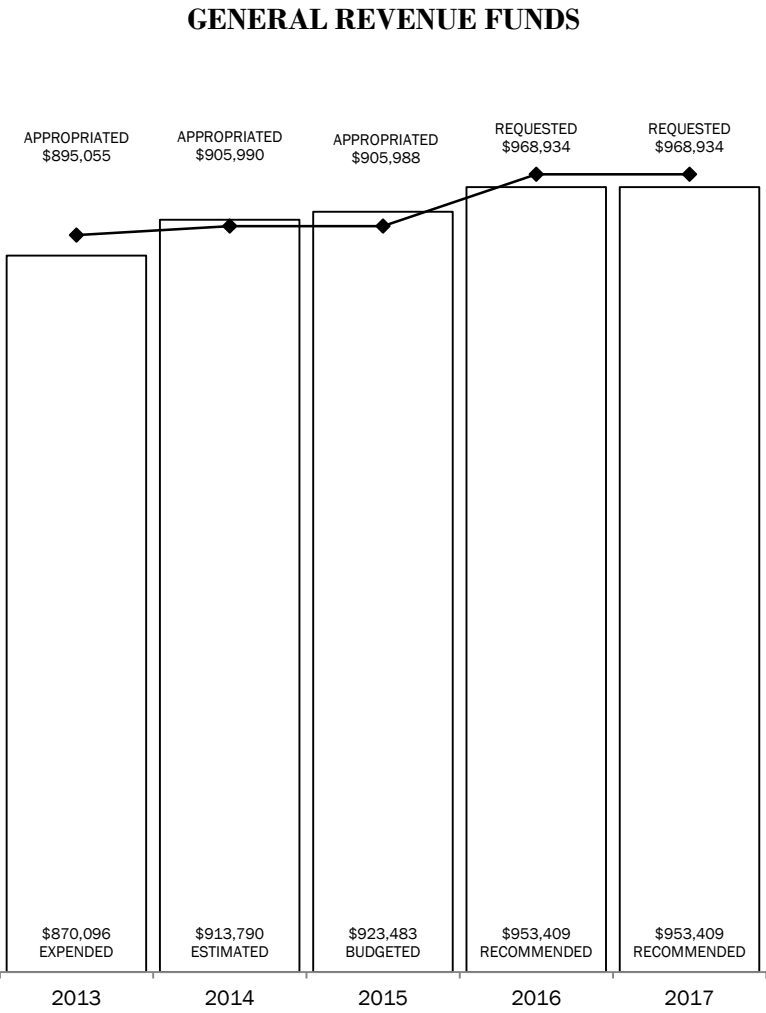 GENERAL REVENUE FUNDS
APPROPRIATED
$895,055
APPROPRIATED
$905,990
APPROPRIATED
$905,988
REQUESTED
$968,934
REQUESTED
$968,934
$870,096
EXPENDED
$913,790
ESTIMATED
$923,483
BUDGETED
$953,409
RECOMMENDED
$953,409
RECOMMENDED
2013
2014
2015
2016
2017